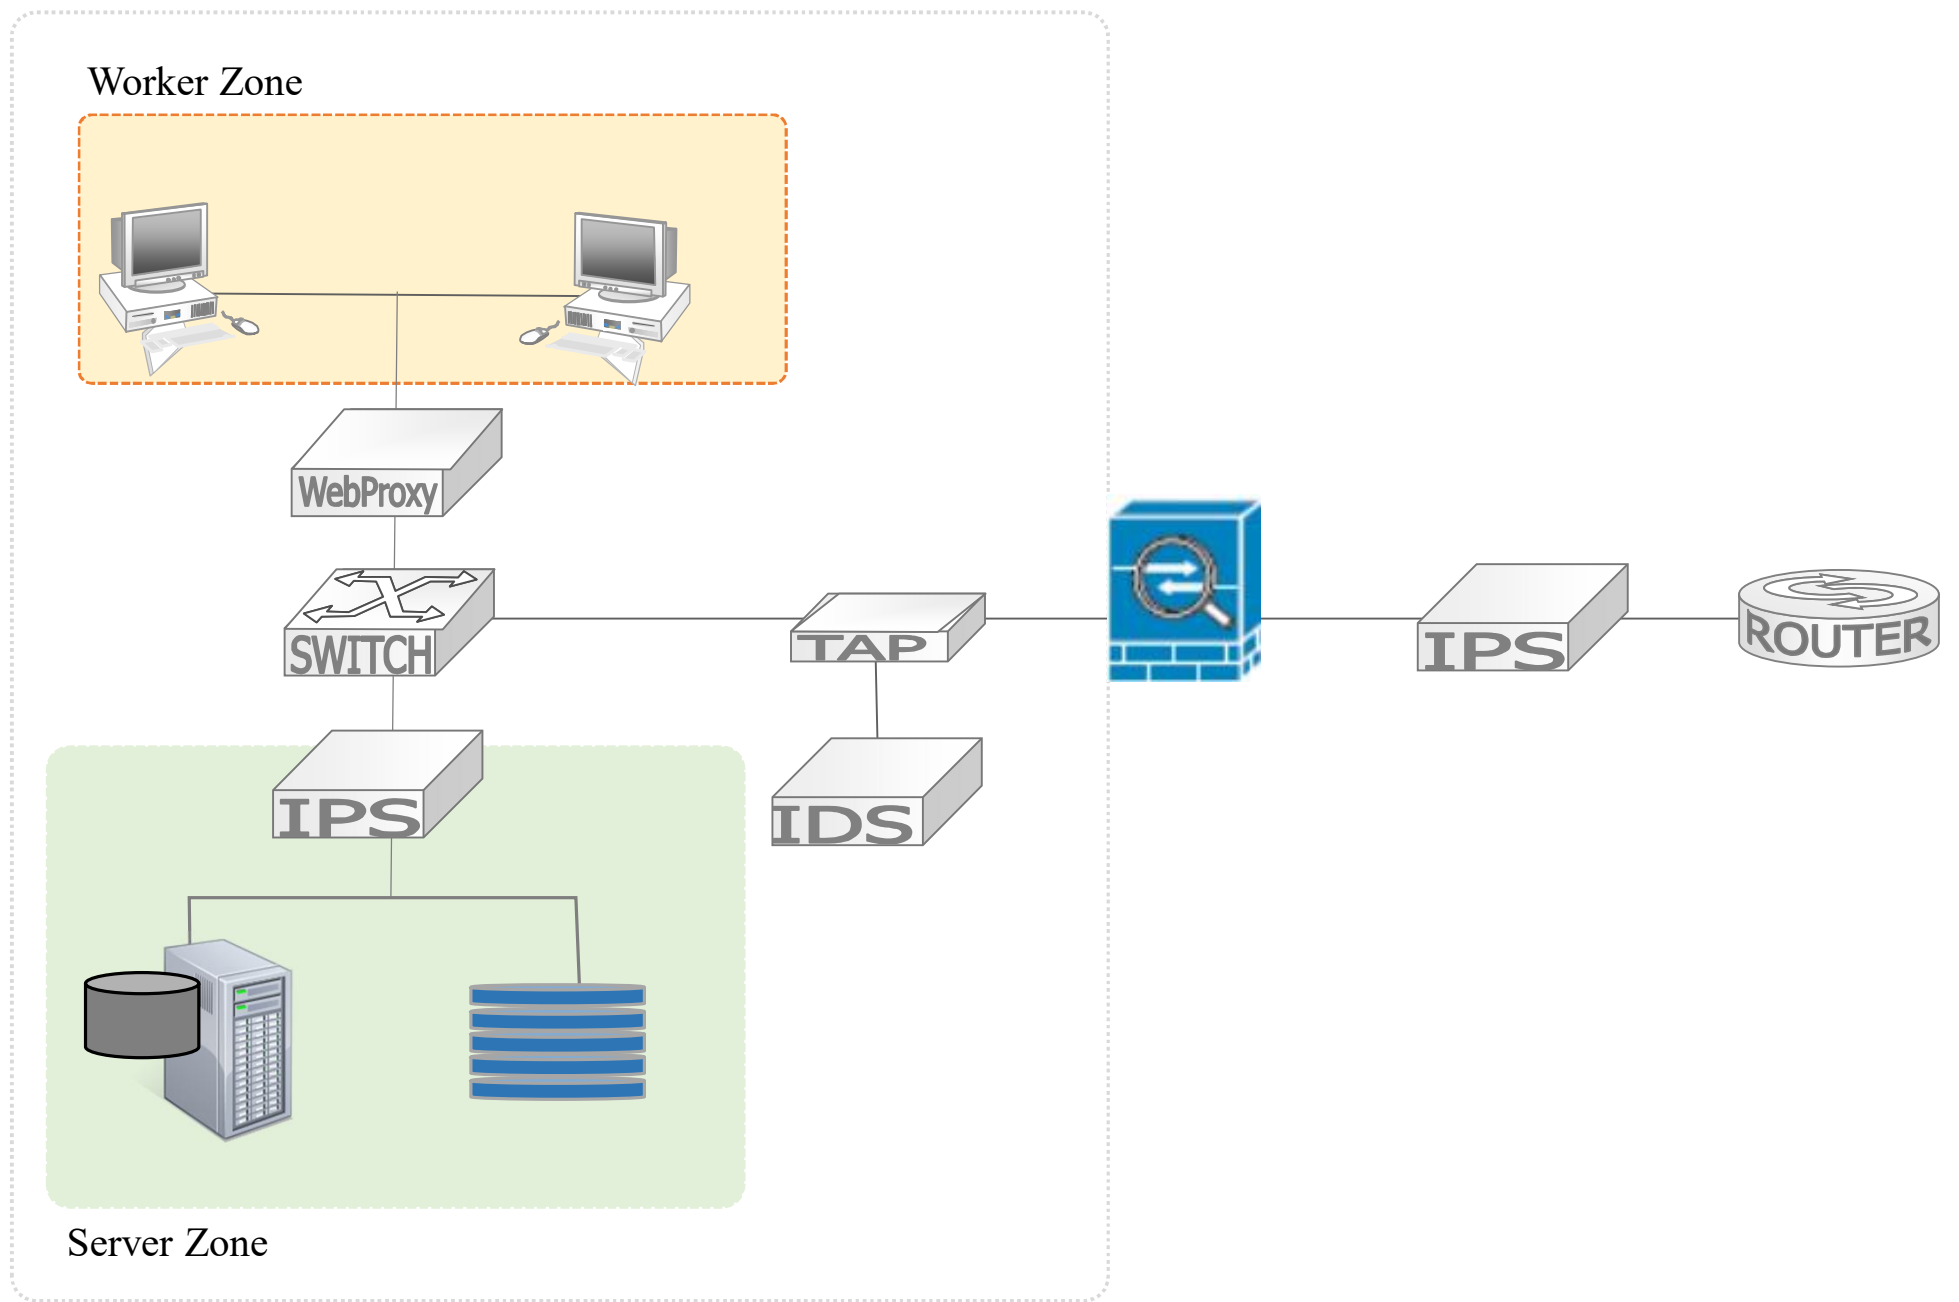 Worker Zone
WebProxy
SWITCH
TAP
IPS
ROUTER
IPS
IDS
Server Zone